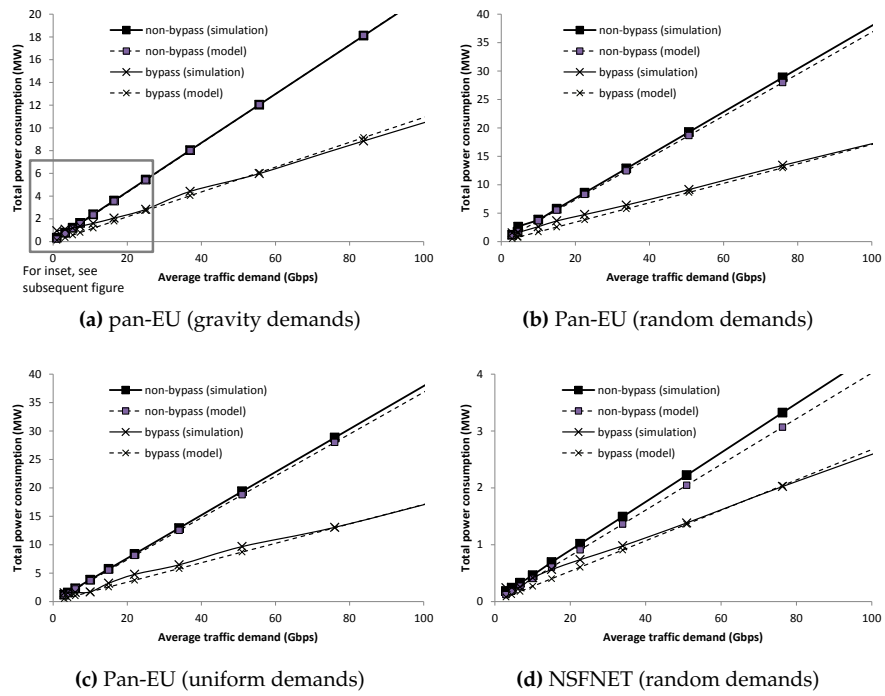 20
18
16
14
12
10
8
6
4
2
0
Total power consumption (MW)
non-bypass (simulation)
non-bypass (model)
bypass (simulation)
bypass (model)
0 20 40 60 80 100
For inset, see
subsequent figure
Average traffic demand (Gbps)
(a) pan-EU (gravity demands)
40
35
30
25
20
15
10
5
0
Total power consumption (MW)
non-bypass (simulation)
non-bypass (model)
bypass (simulation)
bypass (model)
0 20 40 60 80 100
Average traffic demand (Gbps)
(b) Pan-EU (random demands)
40
35
30
25
20
15
10
5
0
Total power consumption (MW)
non-bypass (simulation)
non-bypass (model)
bypass (simulation)
bypass (model)
0 20 40 60 80 100
Average traffic demand (Gbps)
(c) Pan-EU (uniform demands)
4
3
2
1
0
Total power consumption (MW)
non-bypass (simulation)
non-bypass (model)
bypass (simulation)
bypass (model)
0 20 40 60 80 100
Average traffic demand (Gbps)
(d) NSFNET (random demands)